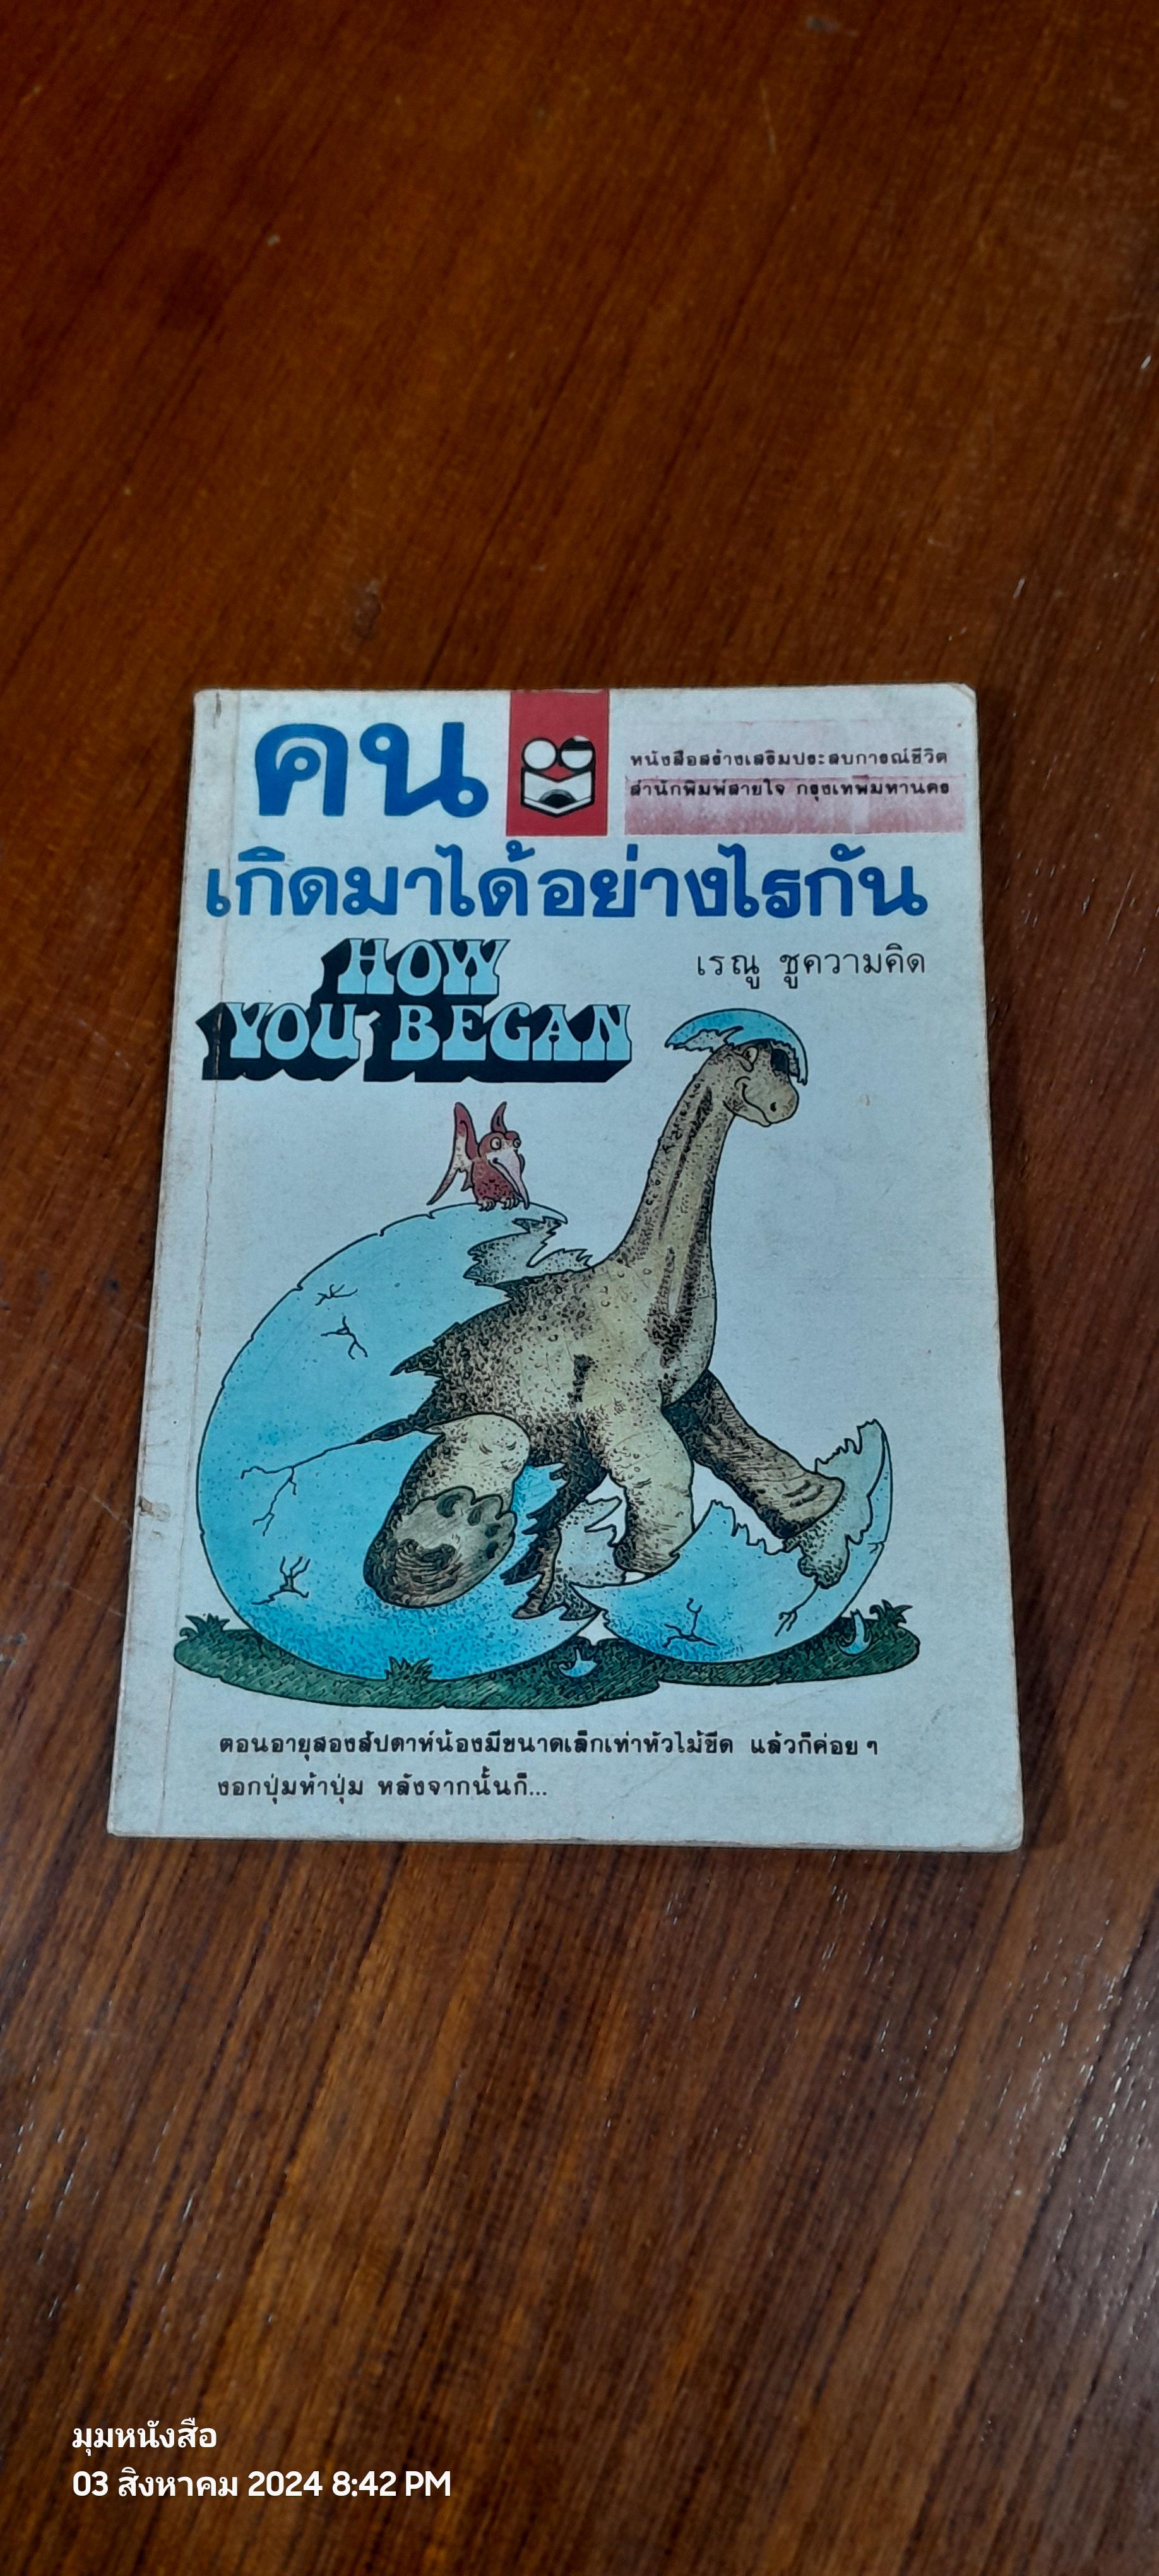 คน
หนังสือสร้างเสริมประสบการณ์ชีวิต
สำนักพิมพ์สายใจ กรุงเทพมหานคร
เกิดมาได้อย่างไรกัน
HOW
YOU BEGAN
เรณู ชูความคิด
ตอนอายุสองสัปดาห์น้องมีขนาดเล็กเท่าหัวไม้ขีด แล้วก็ค่อย ๆ
งอกปุ่มห้าปุ่ม หลังจากนั้นก็...
มุมหนังสือ
03 สิงหาคม 2024 8:42 PM